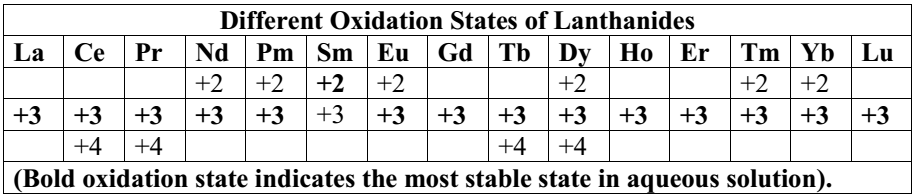 Different Oxidation States of Lanthanides
La Ce Pr Nd Pm Sm Eu Gd Tb Dy Ho Er Tm Yb Lu
+2 +2 +2 +2 +2 +2 +2
+3 +3 +3 +3 +3 +3 +3 +3 +3 +3 +3 +3 +3 +3 +3
+4 +4 +4 +4
(Bold oxidation state indicates the most stable state in aqueous solution).